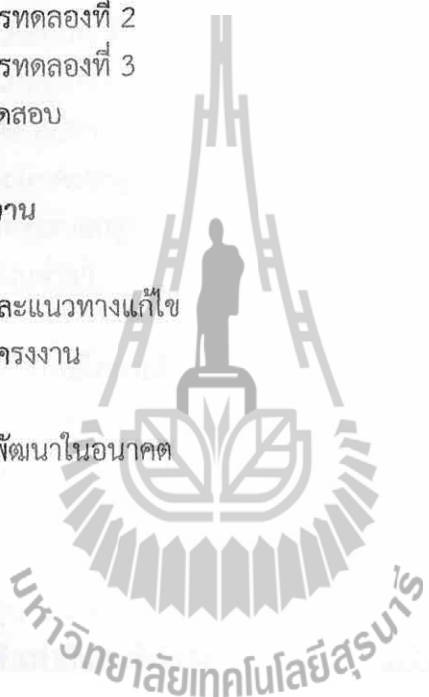 รทดลองที่ 2
รทดลองที่ 3
ดสอบ
งาน
ละแนวทางแก้ไข
ครงงาน
พัฒนาในอนาคต
มหาวิทยาลัยเทคโนโลยีสุรนารี